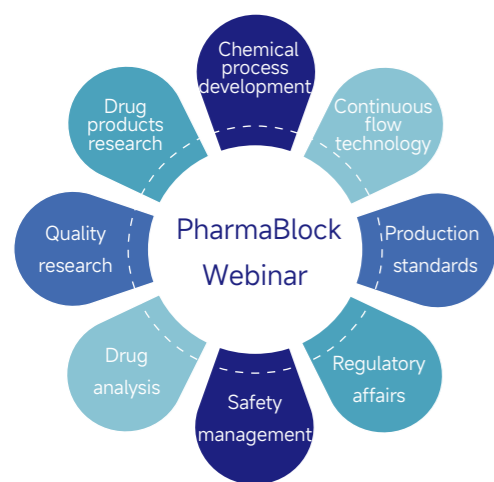 Chemical
process
development
Continuous
flow
technology
Production
standards
Regulatory
affairs
Safety
management
Drug
analysis
Quality
research
Drug
products
research
PharmaBlock
Webinar